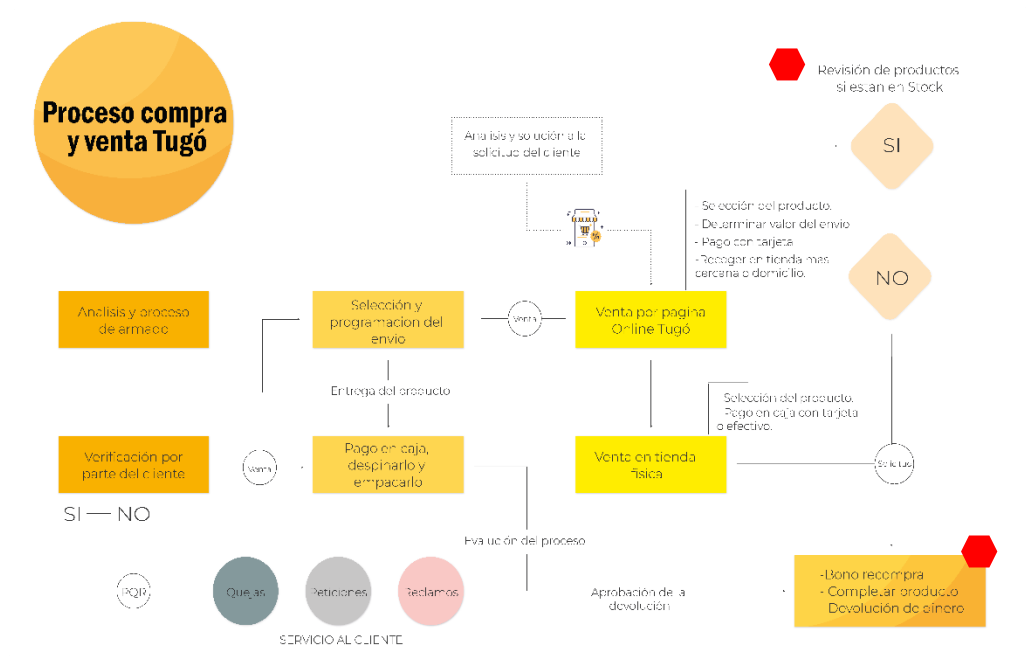 Proceso compra
y venta Tugó
Revisión de productos
si estan en Stock
SI
NO
Analisis y solución a la
solicitud del cliente
- Selección del producto.
- Determinar valor del envio
- Pago con tarjeta
-Recoger en tienda mas
cercana o domicilio.
Analisis y proceso
de armado
Selección y
programacion del
envio
Venta
Venta por pagina
Online Tugó
Entrega del producto
Selección del producto.
Pago en caja con tarjeta
o efectivo.
Verificación por
parte del cliente
Venta
Pago en caja,
despinarlo y
empacarlo
Venta en tienda
fisica
Solicitud
SI — NO
Evalución del proceso
PQR
Quejas
Peticiones
Reclamos
SERVICIO AL CLIENTE
Aprobación de la
devolución
-Bono recompra
- Completar producto
Devolución de dinero